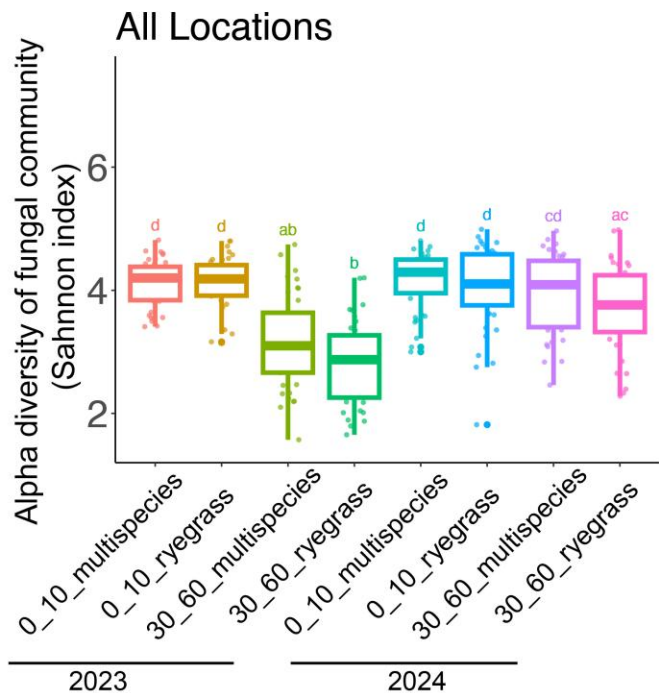 All Locations
Alpha diversity of fungal community
(Sahnnon index)
6
4
2
d
d
ab
b
d
d
cd
ac
0_10_multispecies
0_10_ryegrass
30_60_multispecies
30_60_ryegrass
0_10_multispecies
0_10_ryegrass
30_60_multispecies
30_60_ryegrass
2023
2024